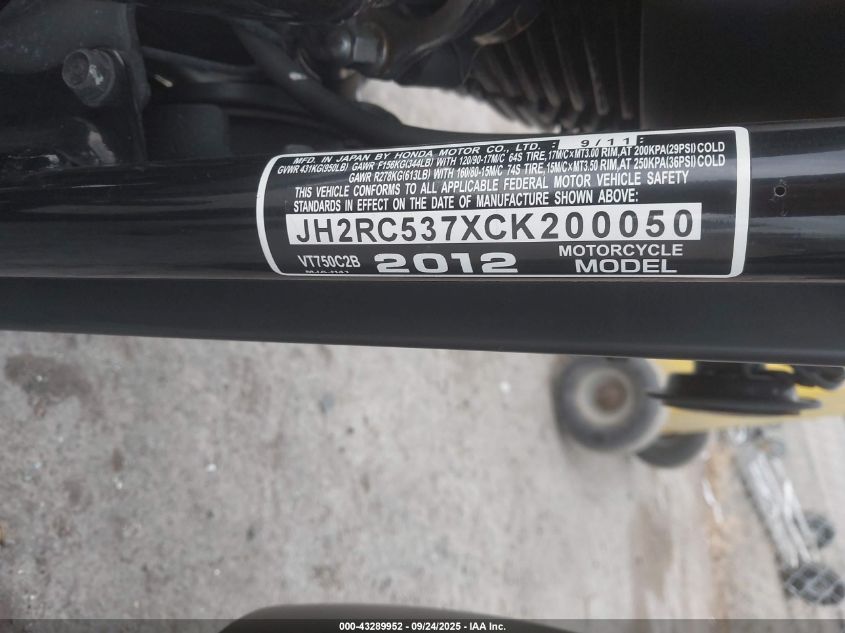 MFD. IN JAPAN BY HONDA MOTOR CO., LTD. : 9/11 :
GVWR 431KG(950LB) GAWR F156KG(344LB) WITH 120/90-17M/C 64S TIRE, 17M/C×MT3.00 RIM, AT 200KPA(29PSI) COLD
GAWR R278KG(613LB) WITH 160/80-15M/C 74S TIRE, 15M/C×MT3.50 RIM, AT 250KPA(36PSI) COLD
THIS VEHICLE CONFORMS TO ALL APPLICABLE FEDERAL MOTOR VEHICLE SAFETY
STANDARDS IN EFFECT ON THE DATE OF MANUFACTURE SHOWN ABOVE:
JH2RC537XCK200050
VT750C2B 2012 MOTORCYCLE MODEL
000-43289952 - 09/24/2025 - IAA Inc.